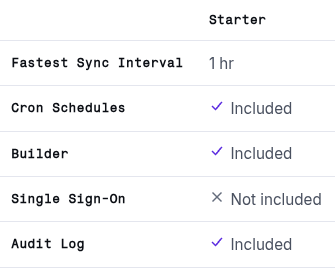 Starter
Fastest Sync Interval 1 hr
Cron Schedules ✓ Included
Builder ✓ Included
Single Sign-On ✕ Not included
Audit Log ✓ Included